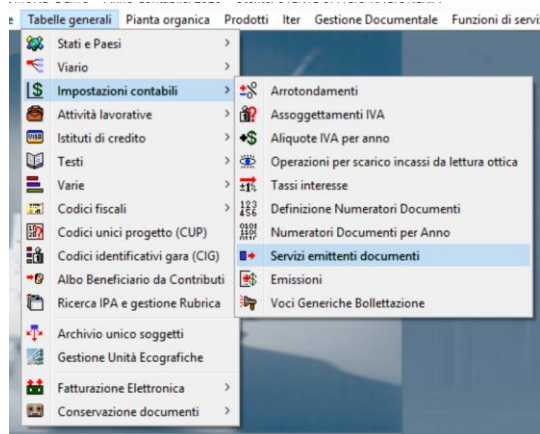 Tabelle generali Pianta organica Prodotti Iter Gestione Documentale Funzioni di servi
Stati e Paesi
Viario
Impostazioni contabili
Attività lavorative
Istituti di credito
Testi
Varie
Codici fiscali
Codici unici progetto (CUP)
Codici identificativi gara (CIG)
Albo Beneficiario da Contributi
Ricerca IPA e gestione Rubrica
Archivio unico soggetti
Gestione Unità Ecografiche
Fatturazione Elettronica
Conservazione documenti
Arrotondamenti
Assoggettamenti IVA
Aliquote IVA per anno
Operazioni per scarico incassi da lettura ottica
Tassi interesse
Definizione Numeratori Documenti
Numeratori Documenti per Anno
Servizi emittenti documenti
Emissioni
Voci Generiche Bollettazione